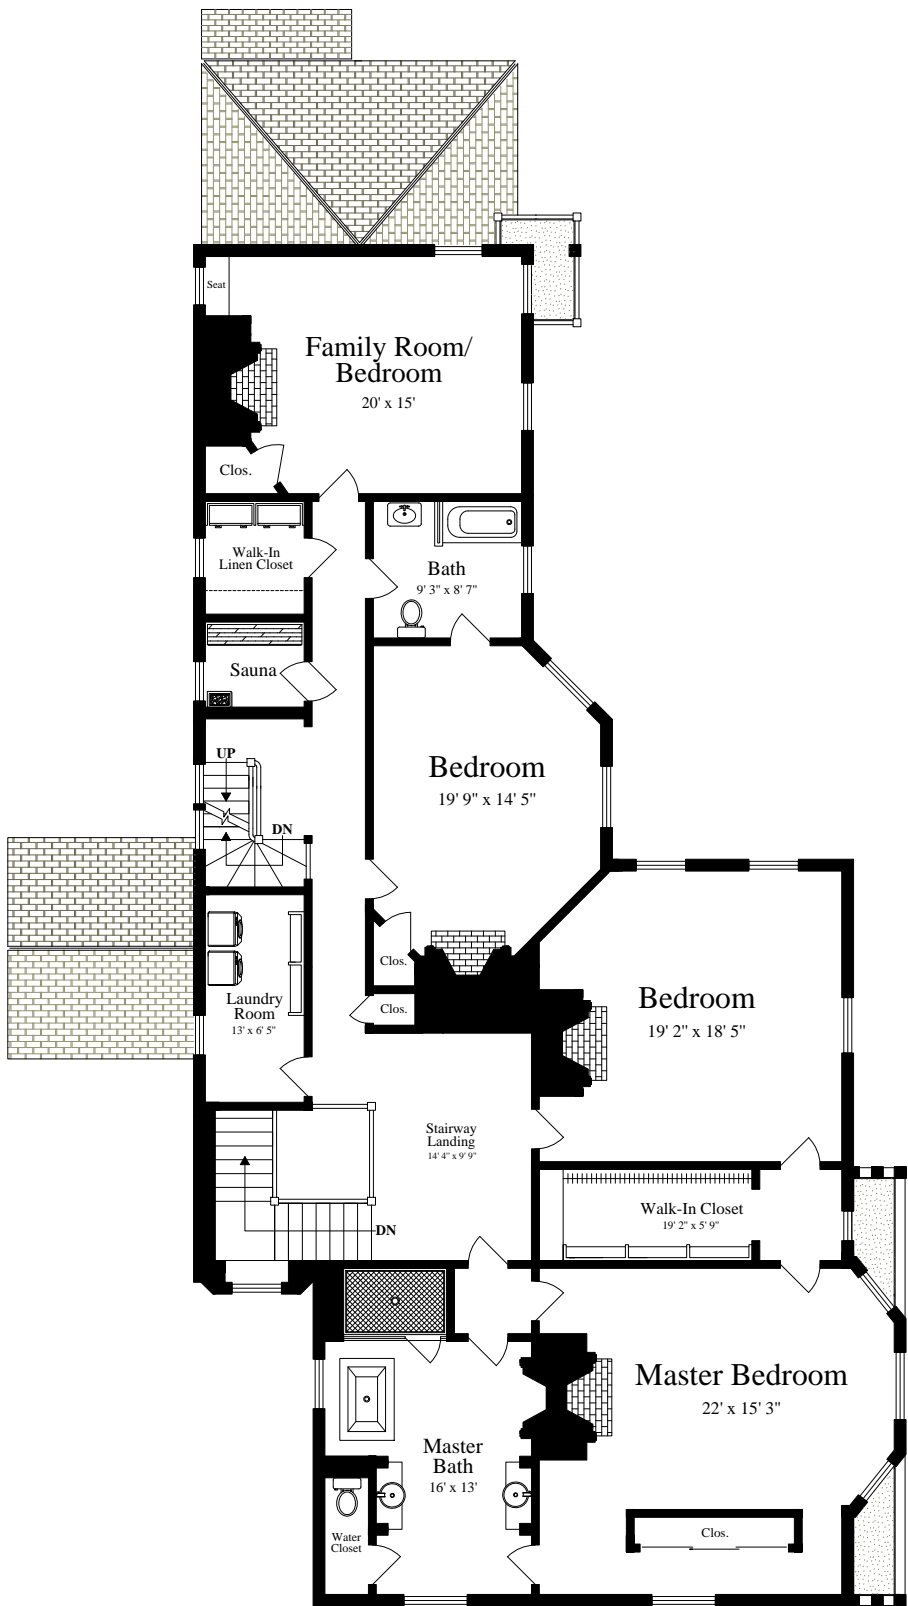 Seat
Family Room/
Bedroom
20' x 15'
Clos.
Walk-In
Linen Closet
Bath
9' 3" x 8' 7"
Sauna
UP
DN
Bedroom
19' 9" x 14' 5"
Clos.
Clos.
Laundry
Room
13' x 6' 5"
Bedroom
19' 2" x 18' 5"
Stairway
Landing
14' 4" x 9' 9"
DN
Walk-In Closet
19' 2" x 5' 9"
Master Bedroom
22' x 15' 3"
Master
Bath
16' x 13'
Water
Closet
Clos.